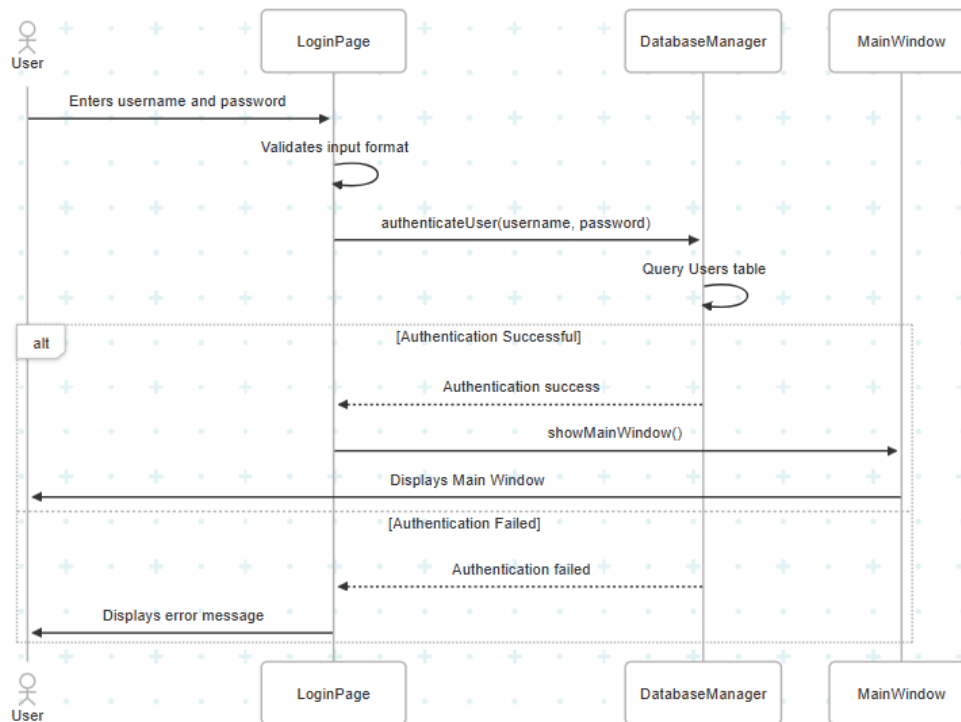 User
LoginPage
DatabaseManager
MainWindow
Enters username and password
Validates input format
authenticateUser(username, password)
Query Users table
alt
[Authentication Successful]
Authentication success
showMainWindow()
Displays Main Window
[Authentication Failed]
Authentication failed
Displays error message
User
LoginPage
DatabaseManager
MainWindow